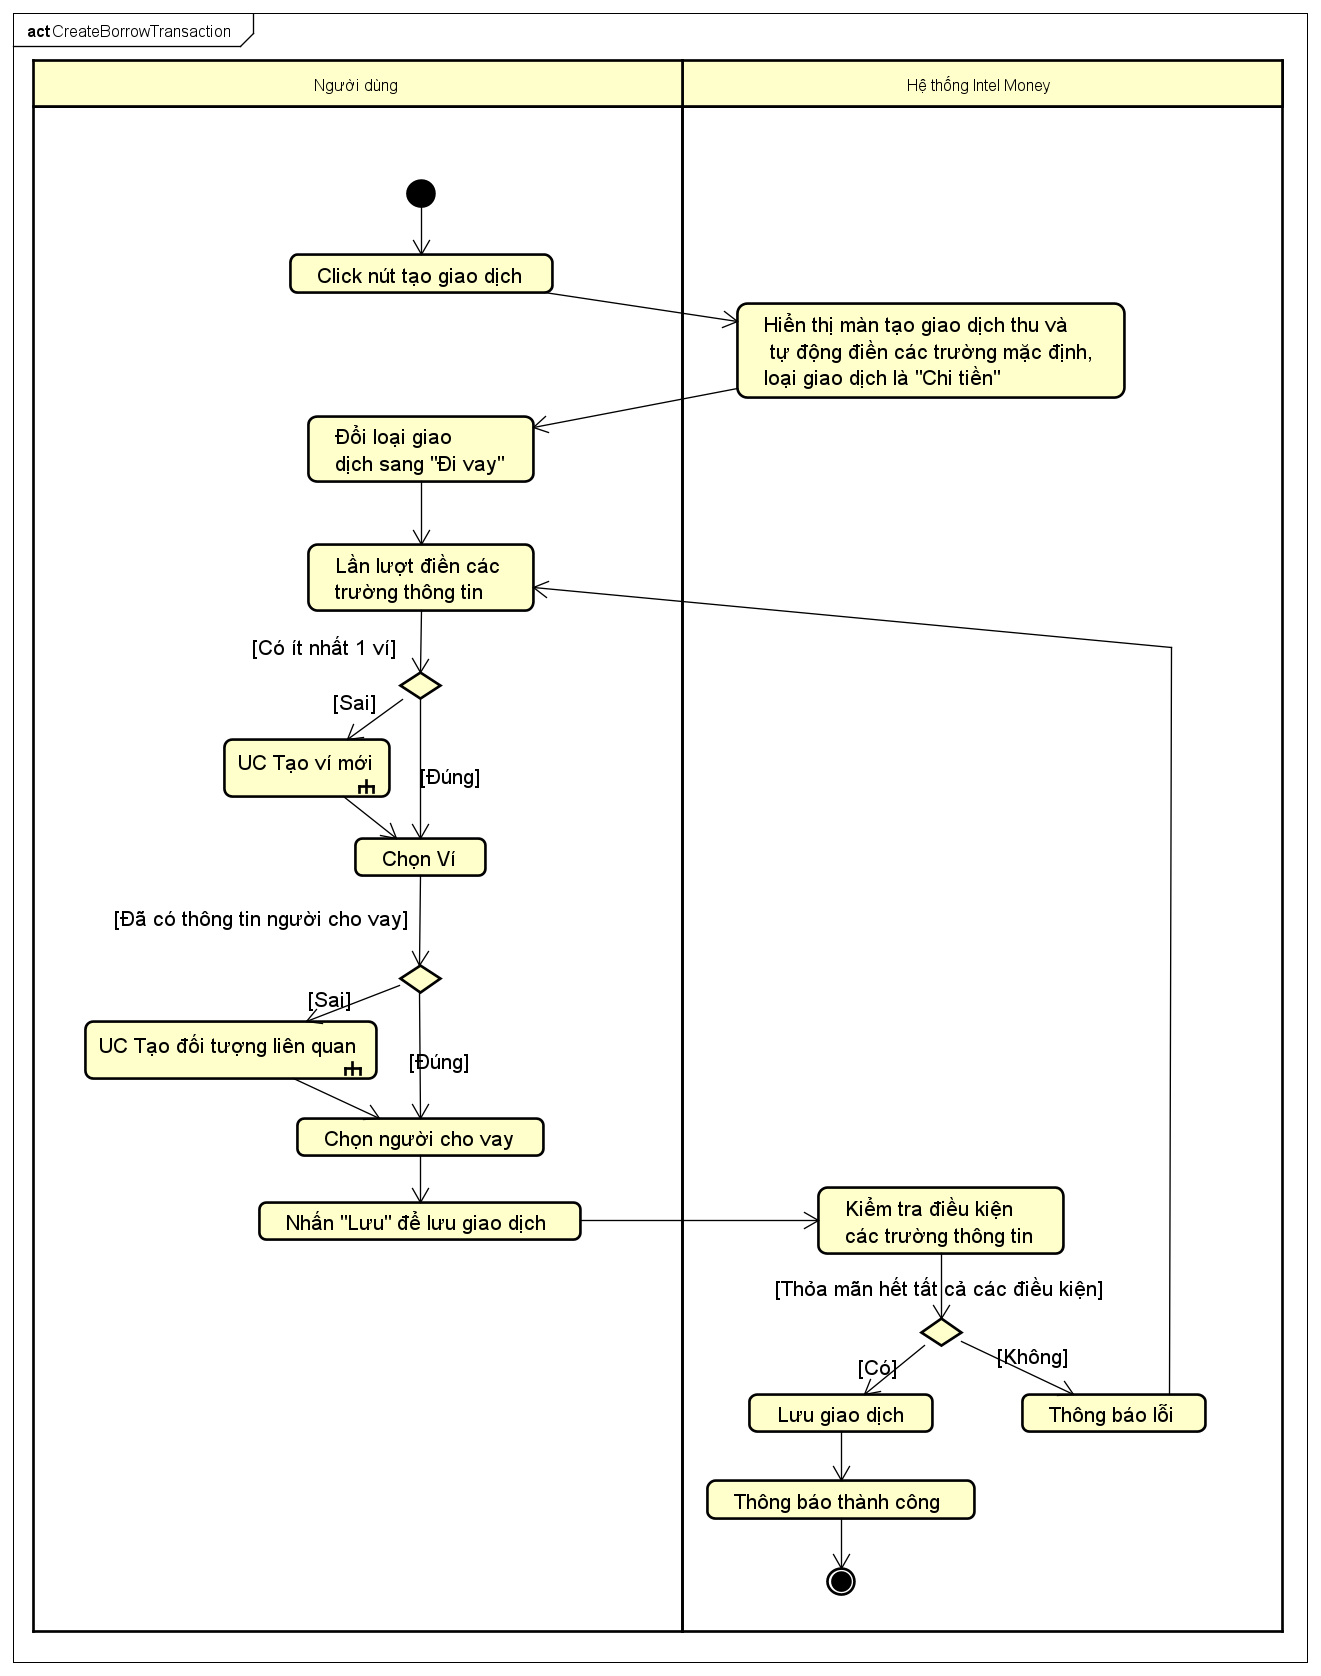 act CreateBorrowTransaction
Người dùng
Hệ thống Intel Money
Click nút tạo giao dịch
Hiển thị màn tạo giao dịch thu và
tự động điền các trường mặc định,
loại giao dịch là "Chi tiền"
Đổi loại giao
dịch sang "Đi vay"
Lần lượt điền các
trường thông tin
[Có ít nhất 1 ví]
[Sai]
UC Tạo ví mới
[Đúng]
Chọn Ví
[Đã có thông tin người cho vay]
[Sai]
UC Tạo đối tượng liên quan
[Đúng]
Chọn người cho vay
Nhấn "Lưu" để lưu giao dịch
Kiểm tra điều kiện
các trường thông tin
[Thỏa mãn hết tất cả các điều kiện]
[Có]
[Không]
Lưu giao dịch
Thông báo lỗi
Thông báo thành công